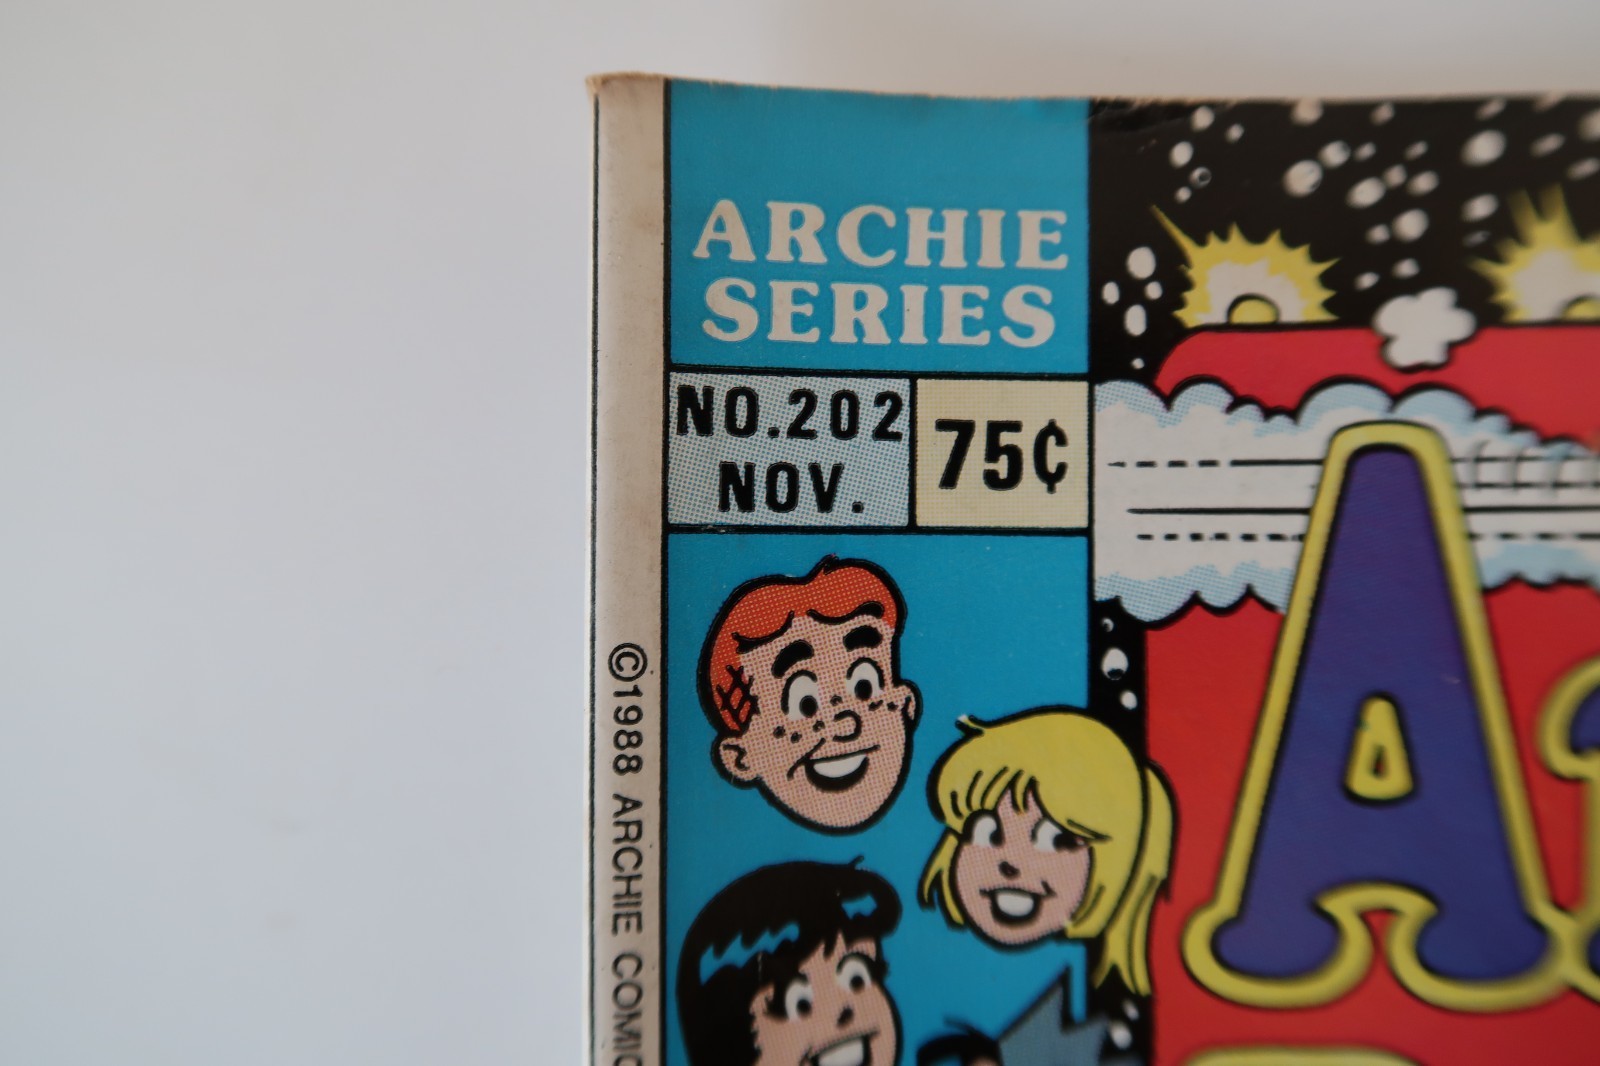 ARCHIE
SERIES
NO.202
NOV.
75¢
©1988 ARCHIE COMIC
A